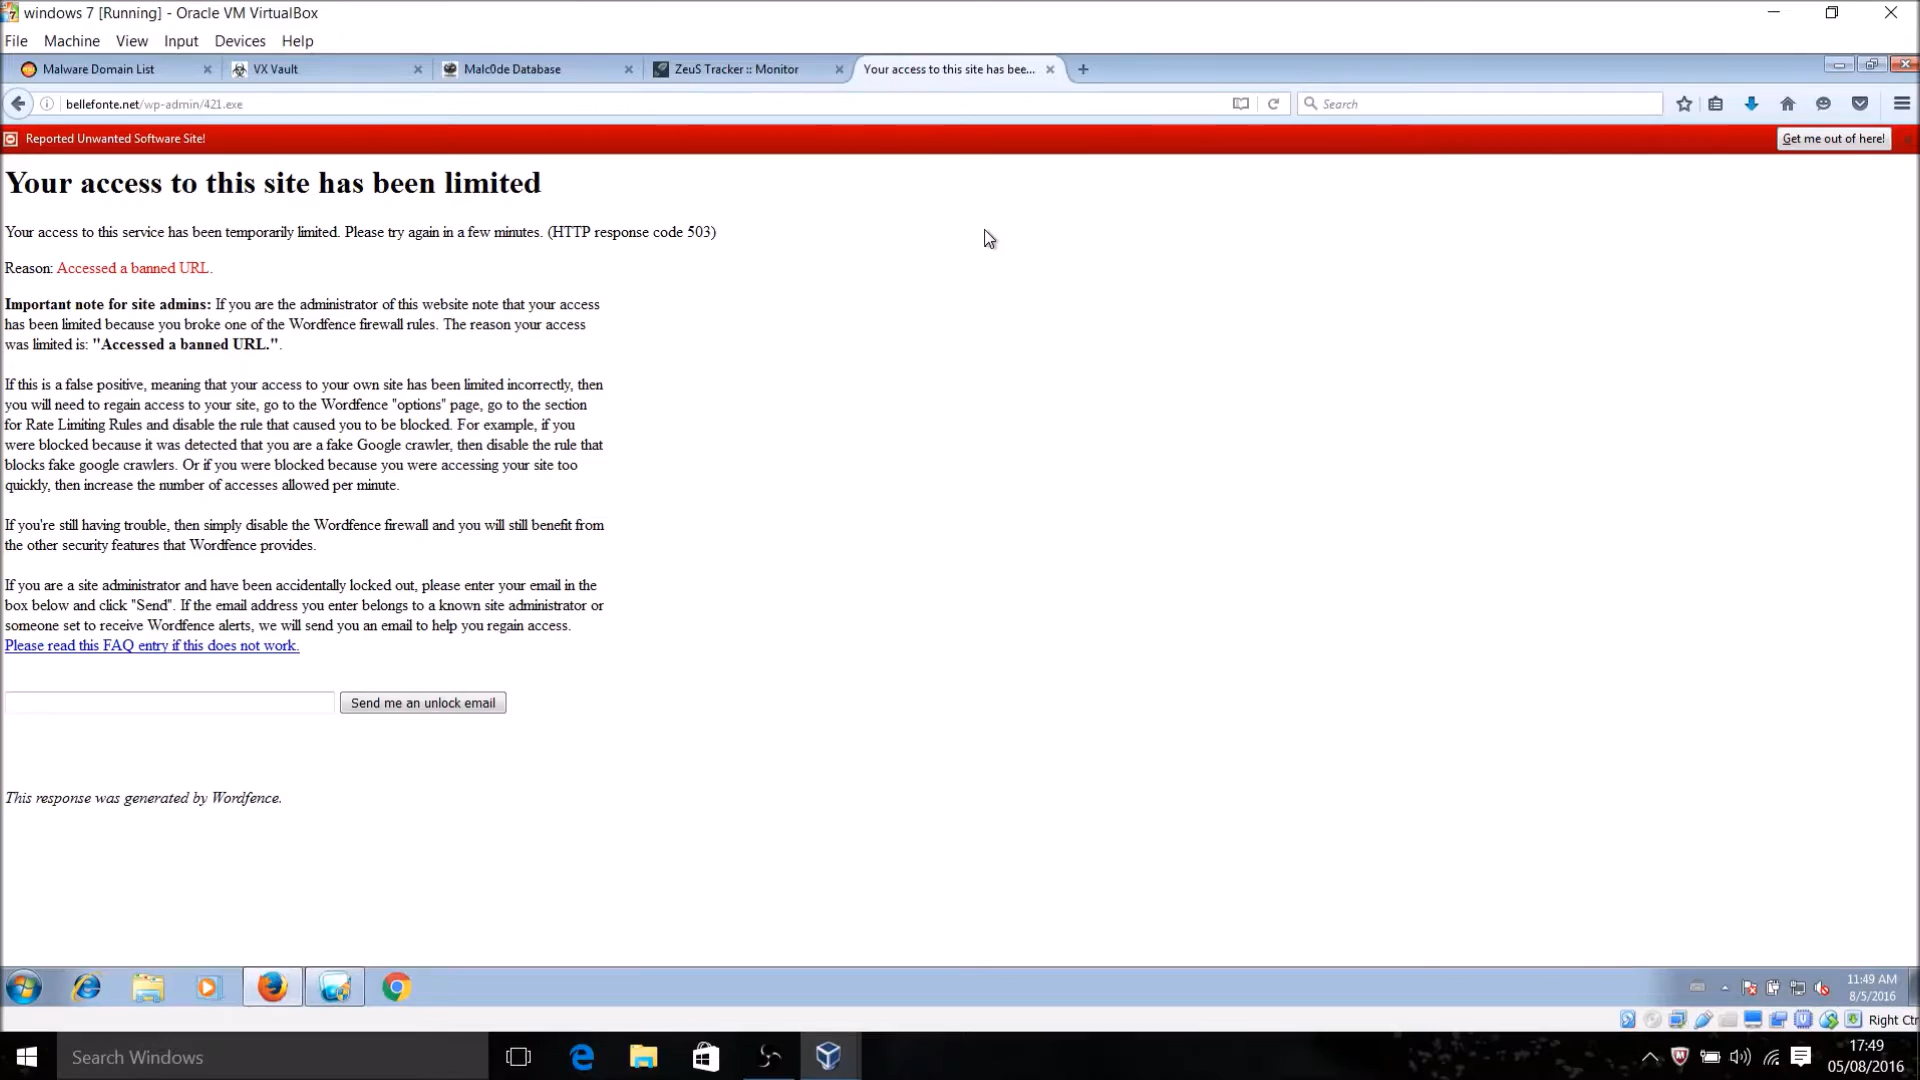 windows 7 [Running] - Oracle VM VirtualBox
File Machine View Input Devices Help
Malware Domain List
VX Vault
Malc0de Database
ZeuS Tracker :: Monitor
Your access to this site has bee...
bellefonte.net/wp-admin/421.exe
Search
Reported Unwanted Software Site!
Get me out of here!
Your access to this site has been limited
Your access to this service has been temporarily limited. Please try again in a few minutes. (HTTP response code 503)
Reason: Accessed a banned URL.
Important note for site admins: If you are the administrator of this website note that your access
has been limited because you broke one of the Wordfence firewall rules. The reason your access
was limited is: "Accessed a banned URL.".
If this is a false positive, meaning that your access to your own site has been limited incorrectly, then
you will need to regain access to your site, go to the Wordfence "options" page, go to the section
for Rate Limiting Rules and disable the rule that caused you to be blocked. For example, if you
were blocked because it was detected that you are a fake Google crawler, then disable the rule that
blocks fake google crawlers. Or if you were blocked because you were accessing your site too
quickly, then increase the number of accesses allowed per minute.
If you're still having trouble, then simply disable the Wordfence firewall and you will still benefit from
the other security features that Wordfence provides.
If you are a site administrator and have been accidentally locked out, please enter your email in the
box below and click "Send". If the email address you enter belongs to a known site administrator or
someone set to receive Wordfence alerts, we will send you an email to help you regain access.
Please read this FAQ entry if this does not work.
Send me an unlock email
This response was generated by Wordfence.
11:49 AM
8/5/2016
Right Ctr
Search Windows
17:49
05/08/2016